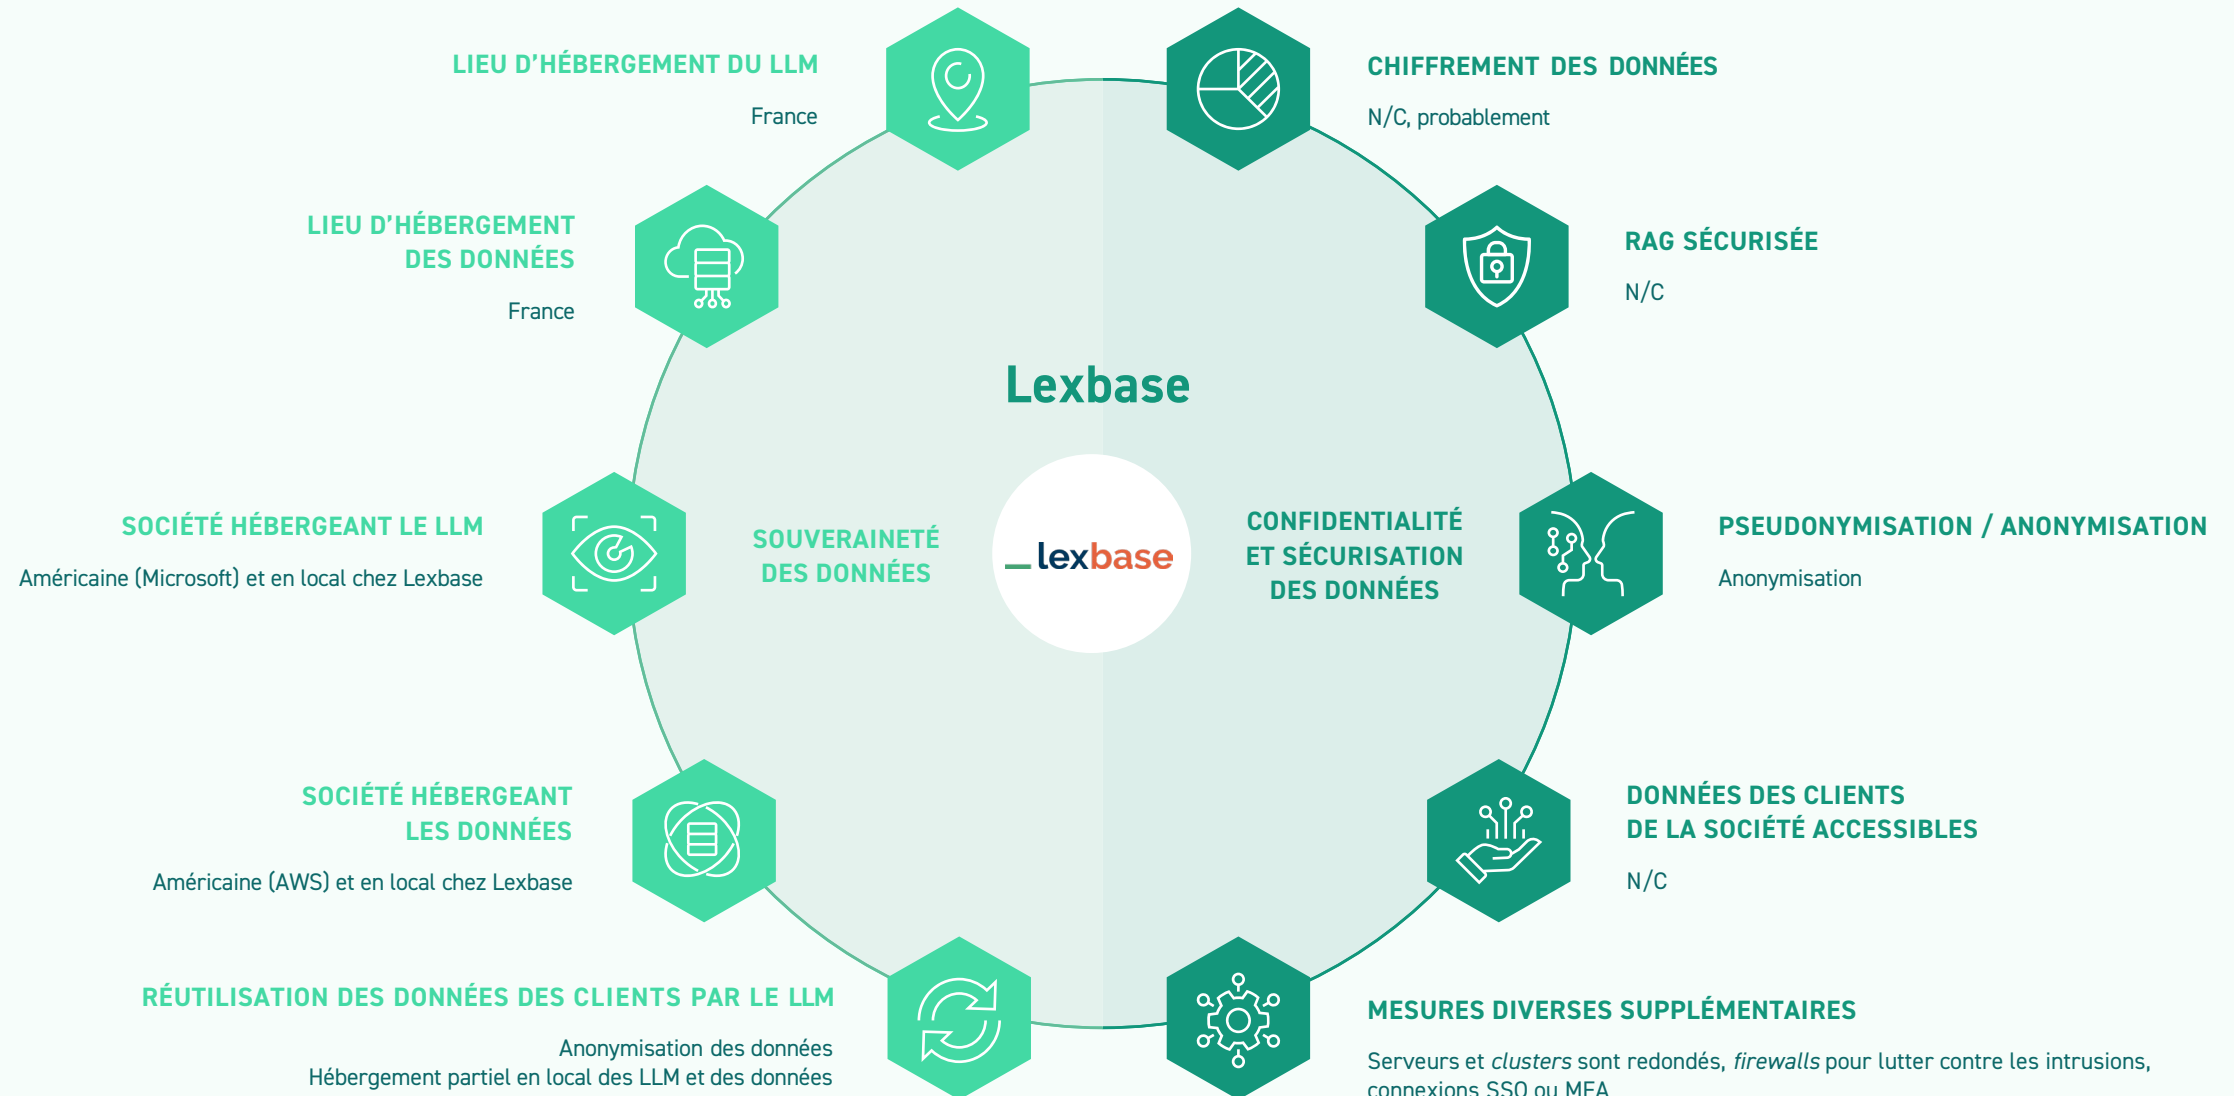 LIEU D'HÉBERGEMENT DU LLM
France
LIEU D'HÉBERGEMENT
DES DONNÉES
France
SOCIÉTÉ HÉBERGEANT LE LLM
Américaine (Microsoft) et en local chez Lexbase
SOCIÉTÉ HÉBERGEANT
LES DONNÉES
Américaine (AWS) et en local chez Lexbase
RÉUTILISATION DES DONNÉES DES CLIENTS PAR LE LLM
Anonymisation des données
Hébergement partiel en local des LLM et des données
Lexbase
SOUVERAINETÉ
DES DONNÉES
_lexbase
CONFIDENTIALITÉ
ET SÉCURISATION
DES DONNÉES
CHIFFREMENT DES DONNÉES
N/C, probablement
RAG SÉCURISÉE
N/C
PSEUDONYMISATION / ANONYMISATION
Anonymisation
DONNÉES DES CLIENTS
DE LA SOCIÉTÉ ACCESSIBLES
N/C
MESURES DIVERSES SUPPLÉMENTAIRES
Serveurs et clusters sont redondés, firewalls pour lutter contre les intrusions,
connexions SSO ou MFA